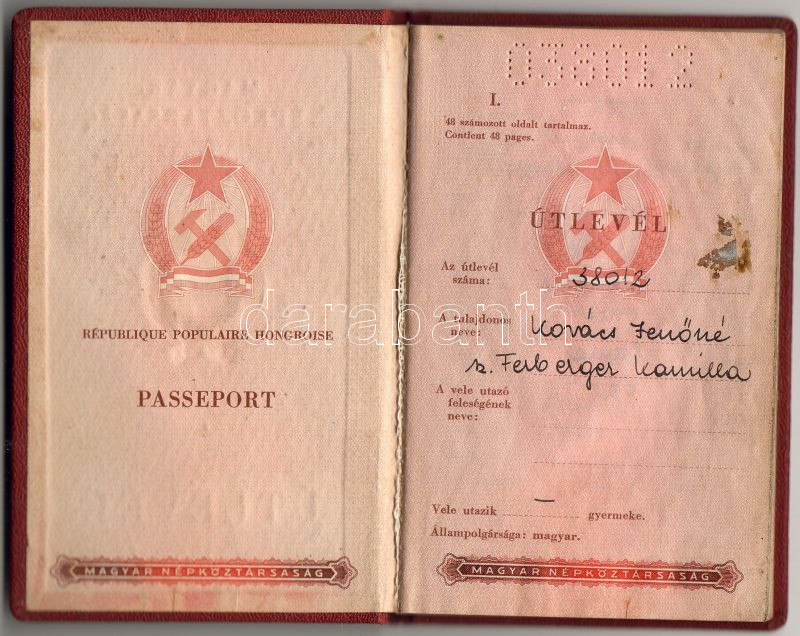 RÉPUBLIQUE POPULAIRE HONGROISE
PASSEPORT
MAGYAR NÉPKÖZTÁRSASÁG
038012
I.
48 számozott oldalt tartalmaz.
Contient 48 pages.
ÚTLEVÉL
Az útlevél
száma: 38012
A tulajdonos
neve: Kovács Jenőné
sz. Ferberger Kamilla
A vele utazó
feleségének
neve:
Vele utazik — gyermeke.
Állampolgársága: magyar.
MAGYAR NÉPKÖZTÁRSASÁG
darabanth